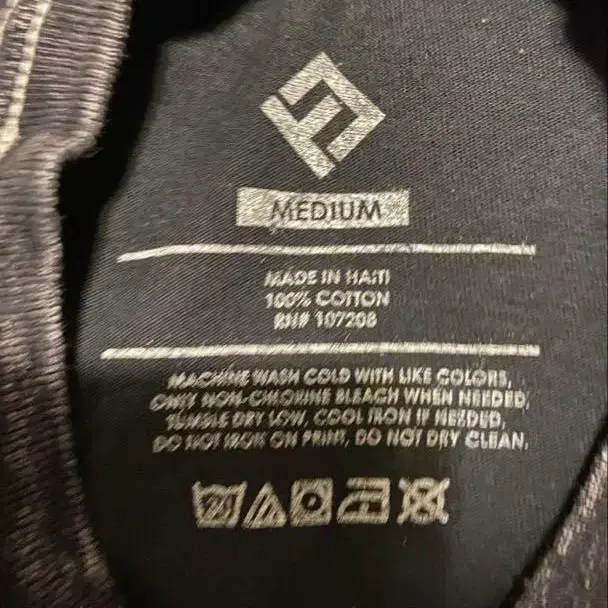 MEDIUM
MADE IN HAITI
100% COTTON
RN# 107208
MACHINE WASH COLD WITH LIKE COLORS,
ONLY NON-CHLORINE BLEACH WHEN NEEDED,
TUMBLE DRY LOW, COOL IRON IF NEEDED,
DO NOT IRON ON PRINT, DO NOT DRY CLEAN.